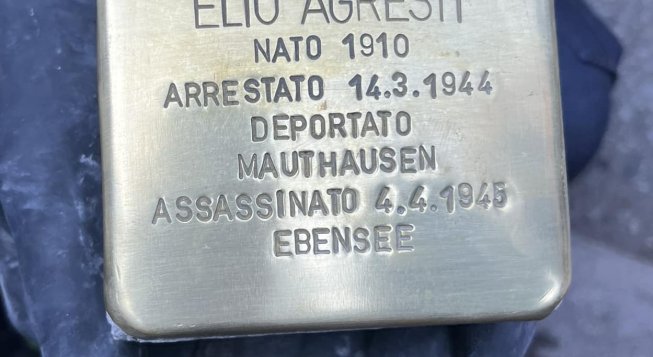 ELIO AGRESTI
NATO 1910
ARRESTATO 14.3.1944
DEPORTATO
MAUTHAUSEN
ASSASSINATO 4.4.1945
EBENSEE